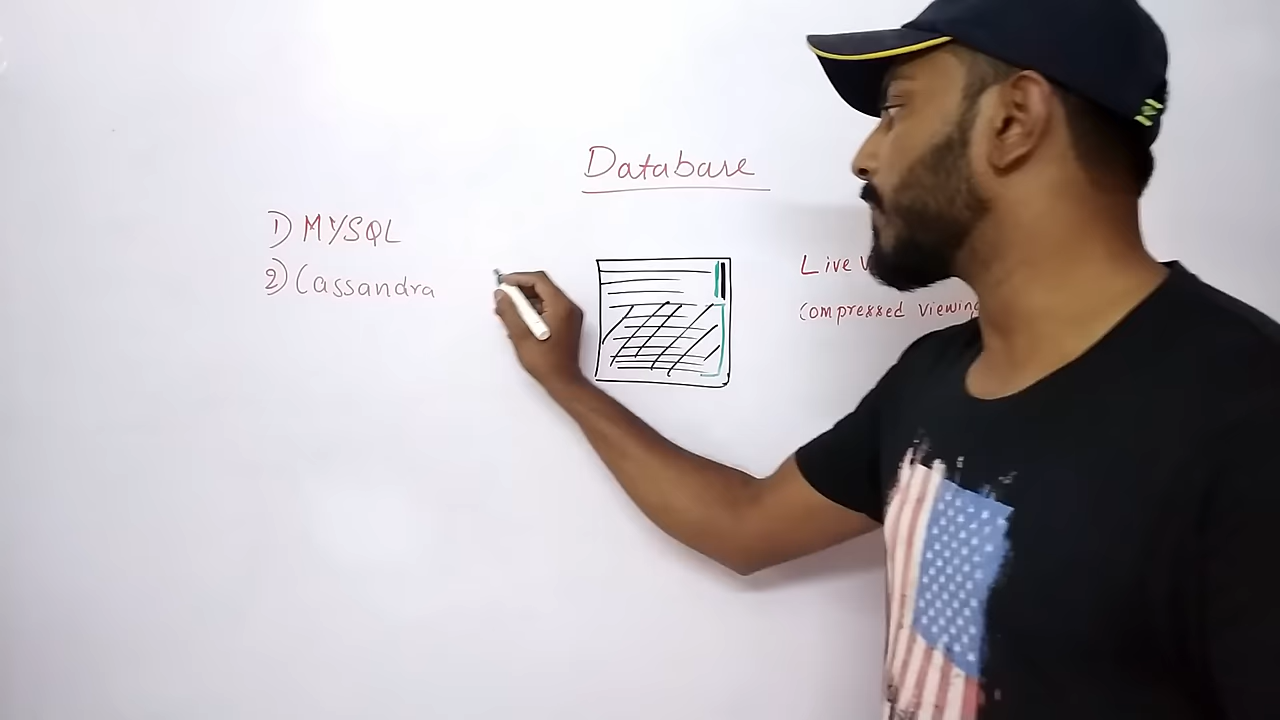 Database
1) MYSQL
2) Cassandra
Live
Compressed Viewing